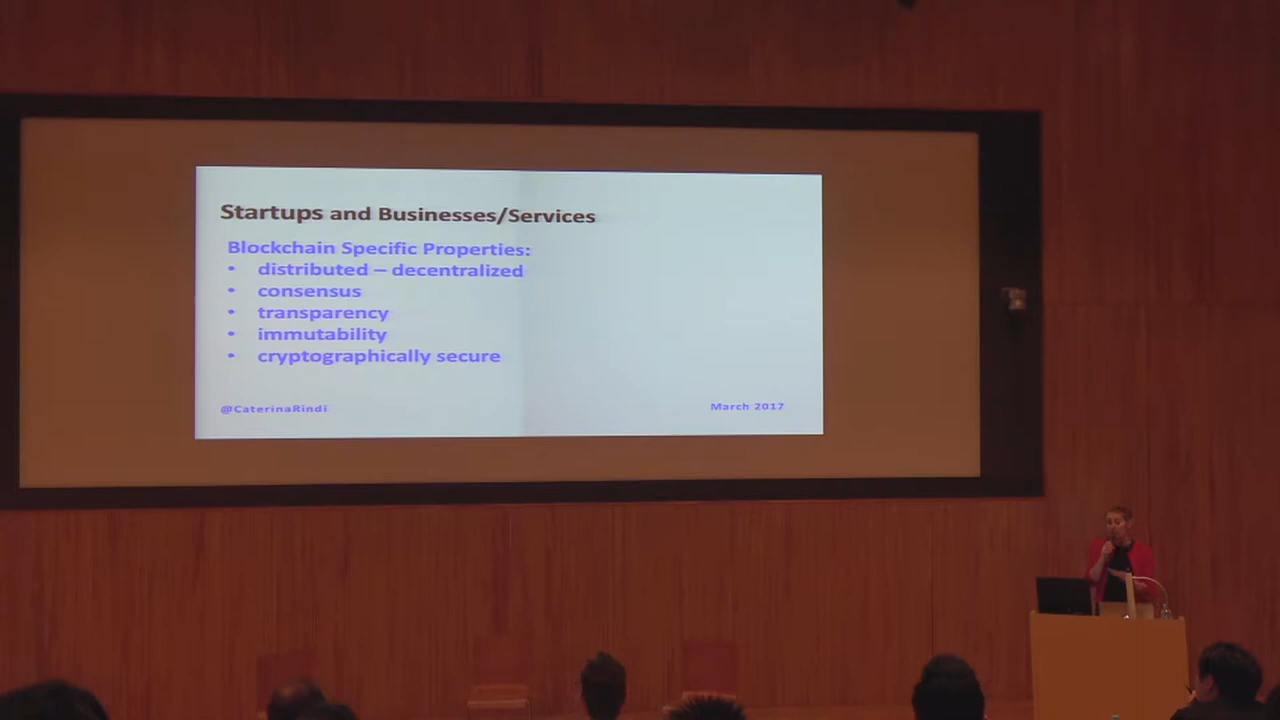 Startups and Businesses/Services
Blockchain Specific Properties:
• distributed – decentralized
• consensus
• transparency
• immutability
• cryptographically secure
@CaterinaRindi
March 2017